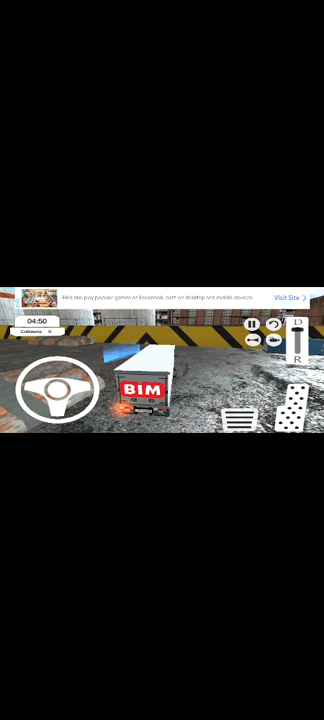 Find and play popular games on Facebook, both on desktop and mobile devices.
Visit Site
04:50
Collisions: 0
D
R
BIM